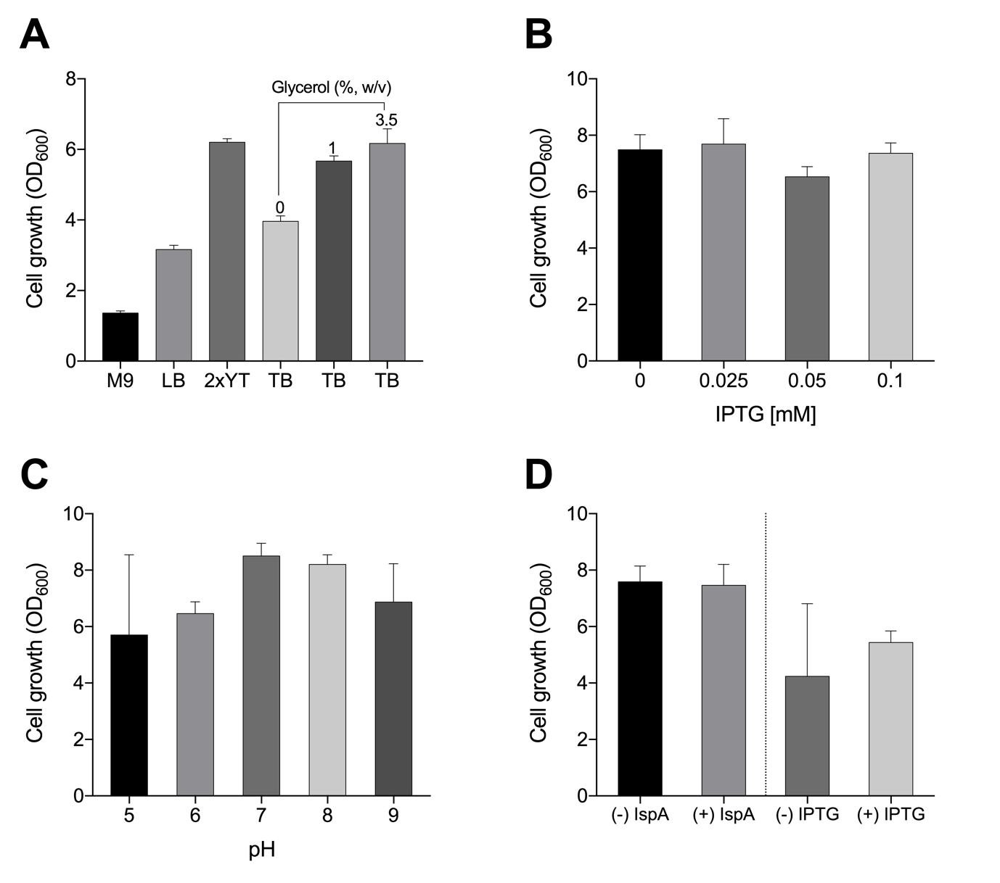 A
Cell growth (OD600)
8
6
4
2
0
Glycerol (%, w/v)
0
1
3.5
M9 LB 2xYT TB TB TB
B
Cell growth (OD600)
10
8
6
4
2
0
0 0.025 0.05 0.1
IPTG [mM]
C
Cell growth (OD600)
10
8
6
4
2
0
5 6 7 8 9
pH
D
Cell growth (OD600)
10
8
6
4
2
0
(-) IspA (+) IspA (-) IPTG (+) IPTG